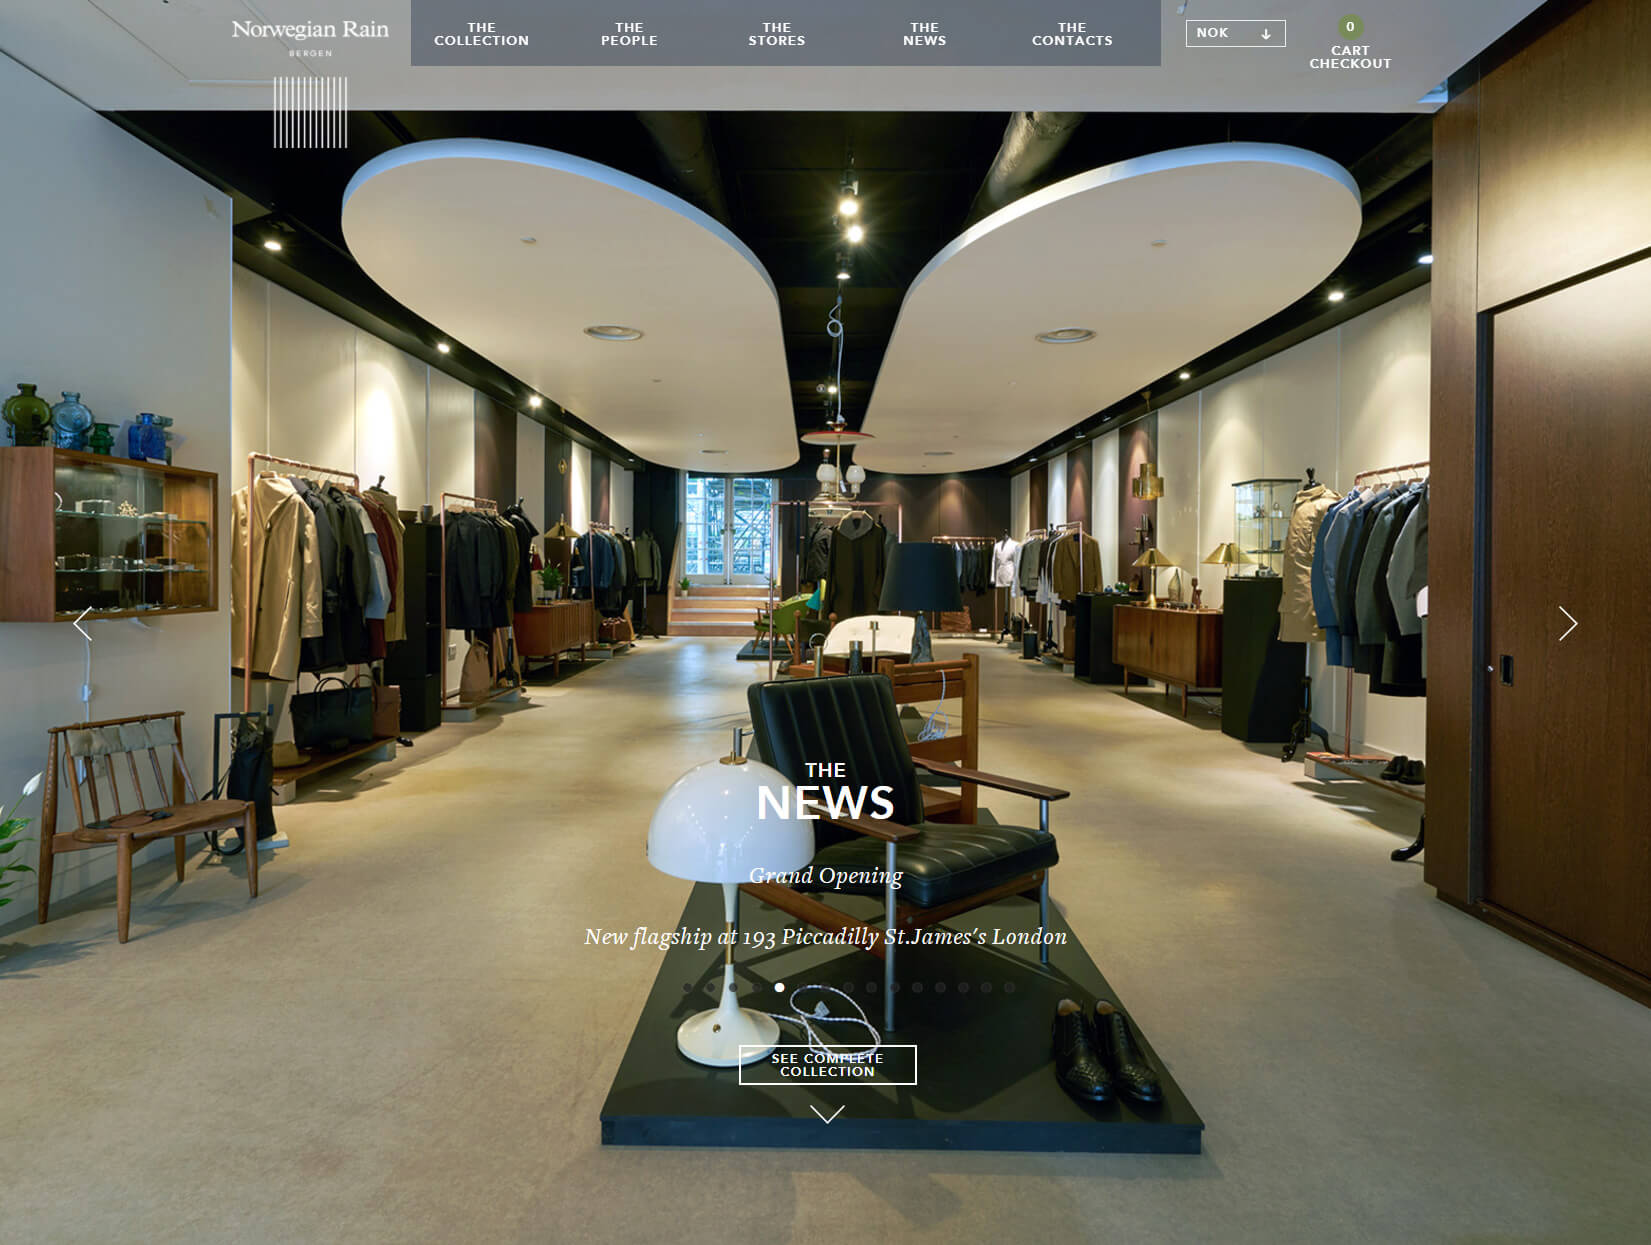 Norwegian Rain
BERGEN
THE
COLLECTION
THE
PEOPLE
THE
STORES
THE
NEWS
THE
CONTACTS
NOK
0
CART
CHECKOUT
THE
NEWS
Grand Opening
New flagship at 193 Piccadilly St.James's London
SEE COMPLETE
COLLECTION